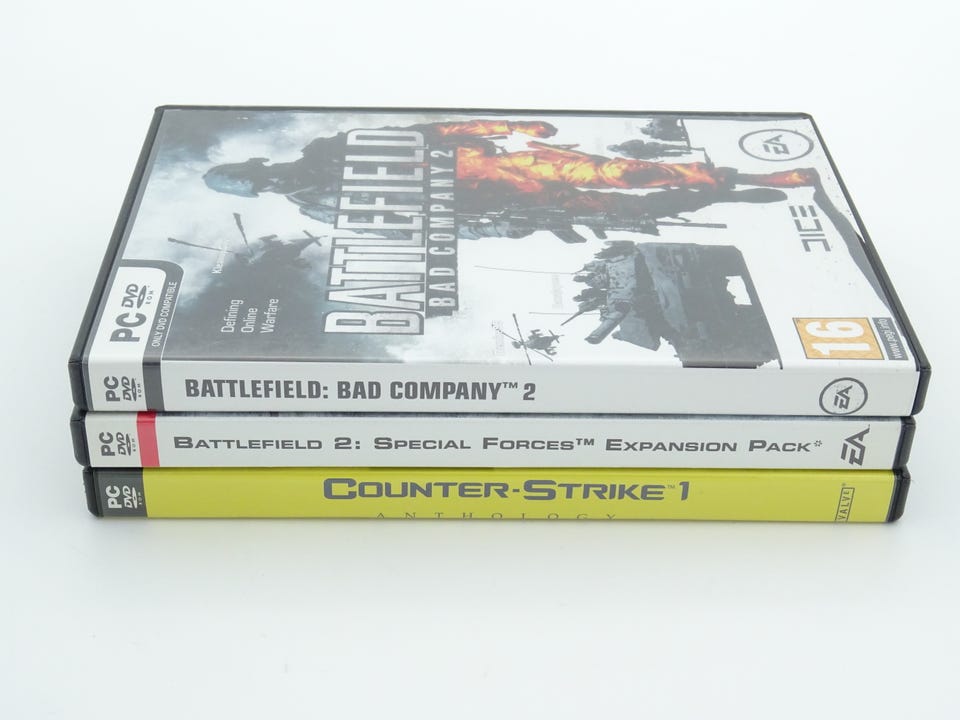 BATTLEFIELD
BAD COMPANY 2
EA
DICE
Defining
Online
Warfare
PC DVD
ROM
ONLY DVD COMPATIBLE
16
www.pegi.info
PC DVD ROM
BATTLEFIELD: BAD COMPANY™ 2
EA
PC DVD ROM
BATTLEFIELD 2: SPECIAL FORCES™ EXPANSION PACK*
EA
PC DVD ROM
COUNTER-STRIKE™ 1
ANTHOLOGY
VALVE®